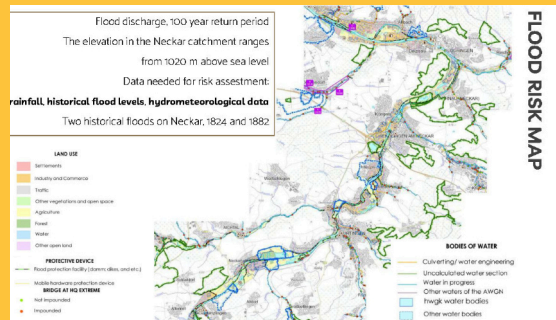 FLOOD RISK MAP
Flood discharge, 100 year return period
The elevation in the Neckar catchment ranges
from 1020 m above sea level
Data needed for risk assestment:
rainfall, historical flood levels, hydrometeorological data
Two historical floods on Neckar, 1824 and 1882
LAND USE
Settlements
Industry and Commerce
Traffic
Other vegetations and open space
Agriculture
Forest
Water
Other open land
PROTECTIVE DEVICE
Flood protection facility (damm, dikes, and etc.)
Mobile hardware protection device
BRIDGE AT HQ EXTREME
Not Impounded
Impounded
BODIES OF WATER
Culverting/ water engineering
Uncalculated water section
Water in progress
Other waters of the AWGN
hwgk water bodies
Other water bodies